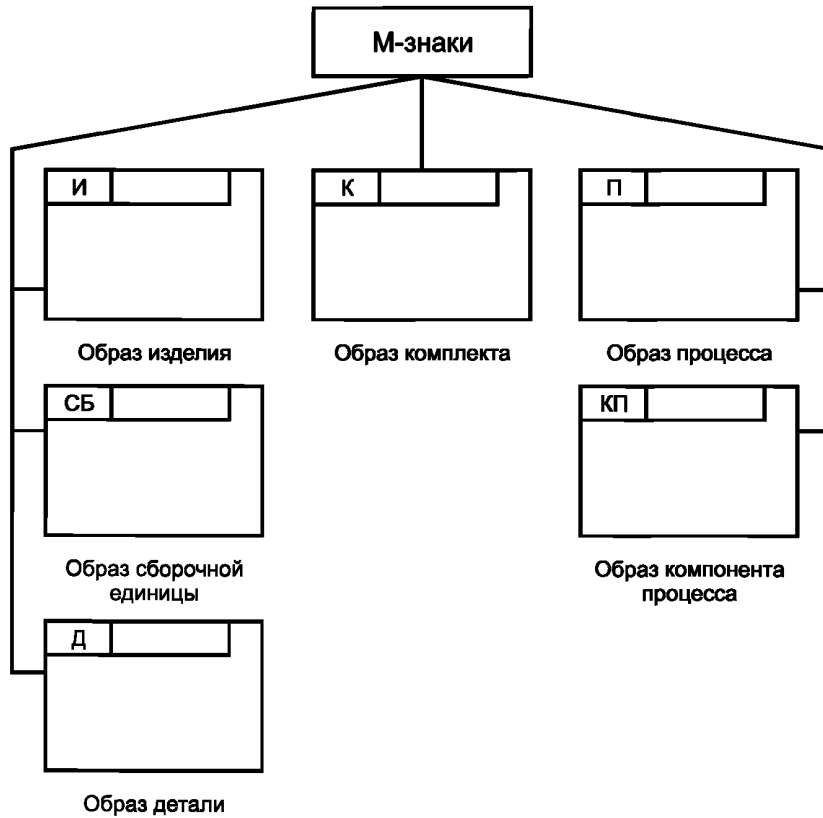 М-знаки
И
К
П
Образ изделия
Образ комплекта
Образ процесса
СБ
КП
Образ сборочной
единицы
Образ компонента
процесса
Д
Образ детали